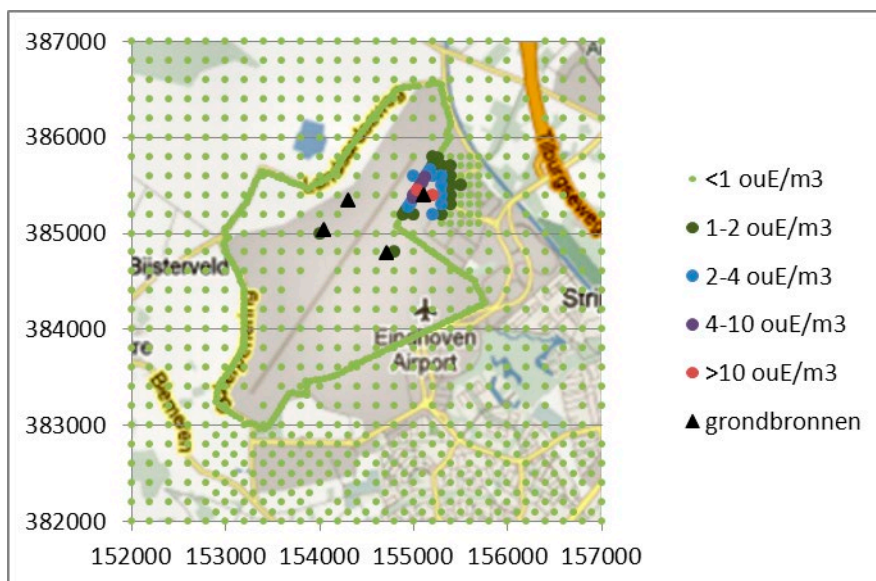 387000
386000
385000
384000
383000
382000
152000 153000 154000 155000 156000 157000
Bijsterveld
Eindhoven
Airport
Strij
<1 ouE/m3
1-2 ouE/m3
2-4 ouE/m3
4-10 ouE/m3
>10 ouE/m3
grondbronnen